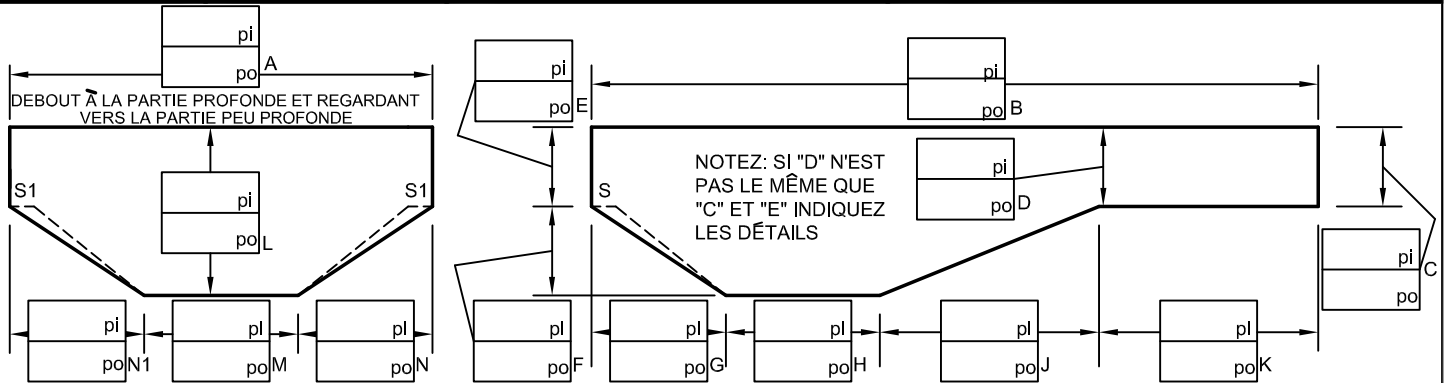 pi
po A
DEBOUT À LA PARTIE PROFONDE ET REGARDANT
VERS LA PARTIE PEU PROFONDE
S1
S1
pi
po L
pi
po N1
pl
po M
pl
po N
pi
po E
pl
po F
pi
po B
NOTEZ: SI "D" N'EST
PAS LE MÊME QUE
"C" ET "E" INDIQUEZ
LES DÉTAILS
S
pi
po D
pi
po C
pl
po G
pl
po H
pl
po J
pl
po K